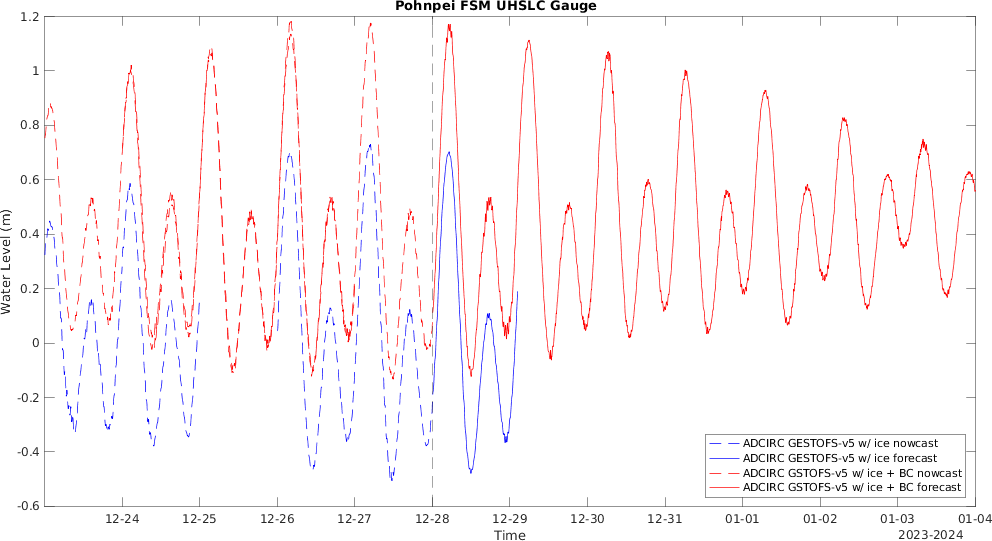 Pohnpei FSM UHSLC Gauge
1.2
1
0.8
0.6
0.4
0.2
0
-0.2
-0.4
-0.6
Water Level (m)
ADCIRC GESTOFS-v5 w/ ice nowcast
ADCIRC GESTOFS-v5 w/ ice forecast
ADCIRC GSTOFS-v5 w/ ice + BC nowcast
ADCIRC GSTOFS-v5 w/ ice + BC forecast
12-24 12-25 12-26 12-27 12-28 12-29 12-30 12-31 01-01 01-02 01-03 01-04
Time
2023-2024